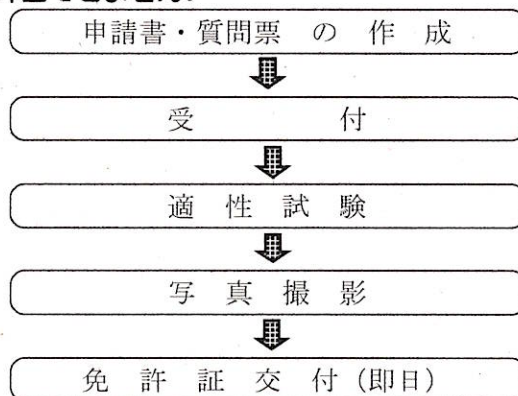 申請書・質問票 の 作 成
受 付
適 性 試 験
写 真 撮 影
免 許 証 交 付 (即日)